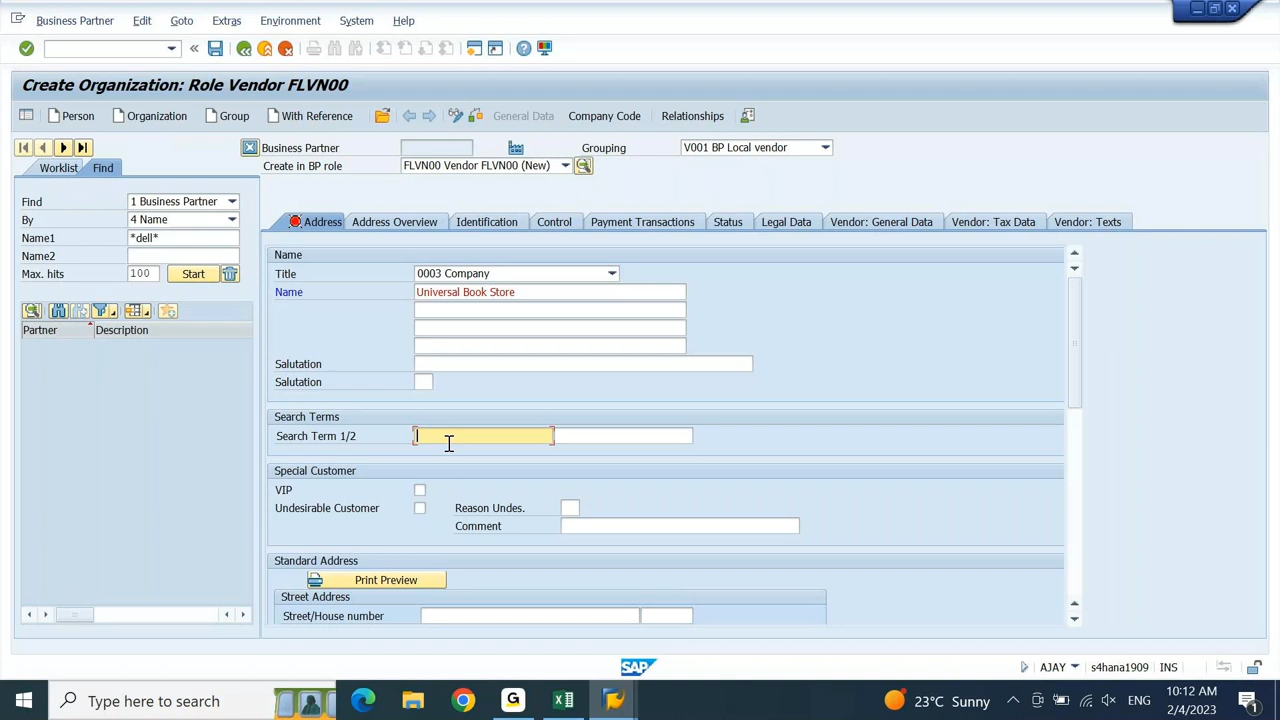 Business Partner Edit Goto Extras Environment System Help
Create Organization: Role Vendor FLVN00
Person Organization Group With Reference General Data Company Code Relationships
Business Partner Grouping V001 BP Local vendor
Worklist Find Create in BP role FLVN00 Vendor FLVN00 (New)
Find 1 Business Partner
By 4 Name
Name1 *dell*
Name2
Max. hits 100 Start
Partner Description
Address Address Overview Identification Control Payment Transactions Status Legal Data Vendor: General Data Vendor: Tax Data Vendor: Texts
Name
Title 0003 Company
Name Universal Book Store
Salutation
Salutation
Search Terms
Search Term 1/2
Special Customer
VIP
Undesirable Customer Reason Undes.
Comment
Standard Address
Print Preview
Street Address
Street/House number
SAP AJAY s4hana1909 INS
Type here to search 23°C Sunny ENG 10:12 AM
2/4/2023 1